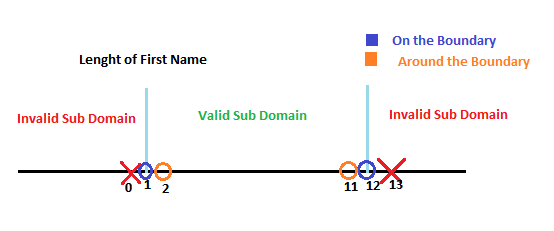 On the Boundary
Lenght of First Name
Around the Boundary
Invalid Sub Domain
Valid Sub Domain
Invalid Sub Domain
0 1 2 11 12 13